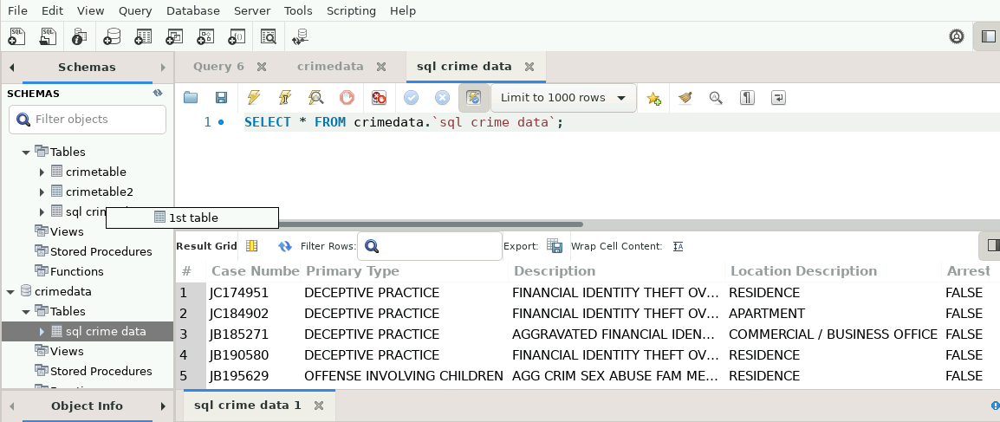 File Edit View Query Database Server Tools Scripting Help
Schemas
Query 6 crimedata sql crime data
SCHEMAS
Filter objects
Limit to 1000 rows
1 SELECT * FROM crimedata.`sql crime data`;
Tables
crimetable
crimetable2
sql crim
1st table
Views
Stored Procedures
Functions
crimedata
Tables
sql crime data
Views
Stored Procedures
Object Info
Result Grid Filter Rows: Export: Wrap Cell Content:
# Case Numbe Primary Type Description Location Description Arrest
1 JC174951 DECEPTIVE PRACTICE FINANCIAL IDENTITY THEFT OV... RESIDENCE FALSE
2 JC184902 DECEPTIVE PRACTICE FINANCIAL IDENTITY THEFT OV... APARTMENT FALSE
3 JB185271 DECEPTIVE PRACTICE AGGRAVATED FINANCIAL IDEN... COMMERCIAL / BUSINESS OFFICE FALSE
4 JB190580 DECEPTIVE PRACTICE FINANCIAL IDENTITY THEFT OV... RESIDENCE FALSE
5 JB195629 OFFENSE INVOLVING CHILDREN AGG CRIM SEX ABUSE FAM ME... RESIDENCE FALSE
sql crime data 1